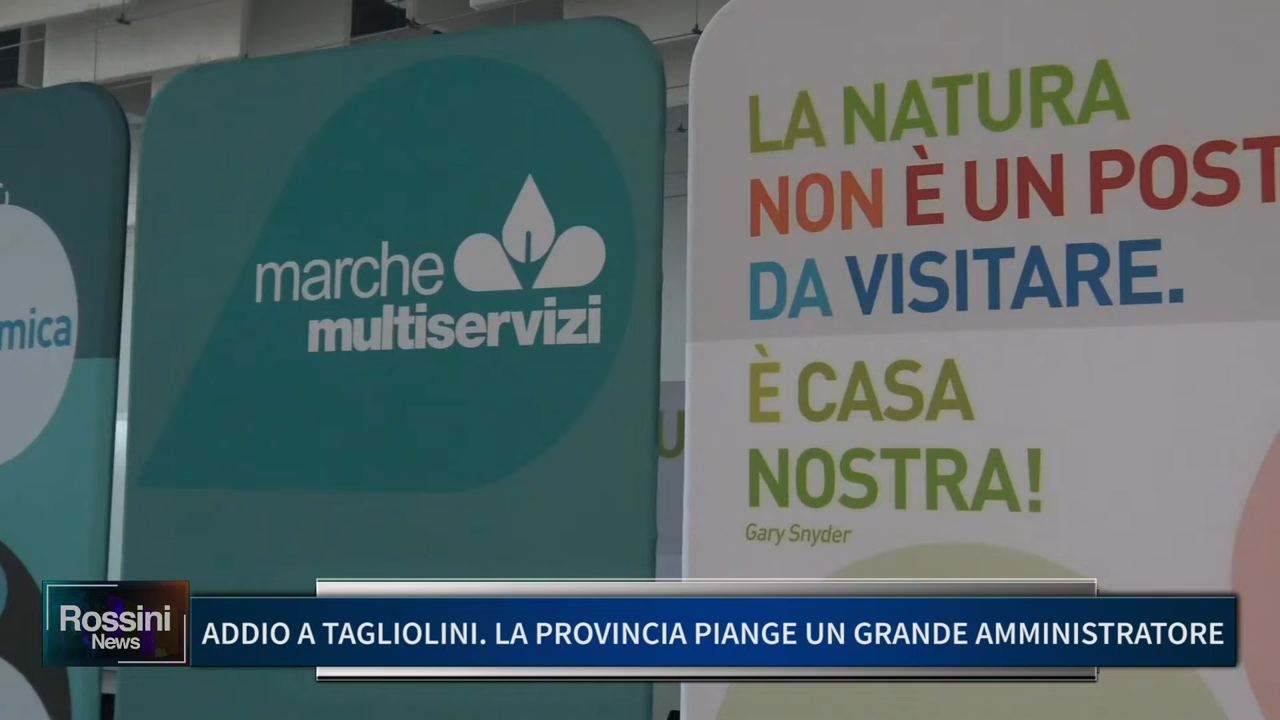 mica
marche
multiservizi
LA NATURA
NON È UN POST
DA VISITARE.
È CASA
NOSTRA!
Gary Snyder
U
Rossini
News
ADDIO A TAGLIOLINI. LA PROVINCIA PIANGE UN GRANDE AMMINISTRATORE